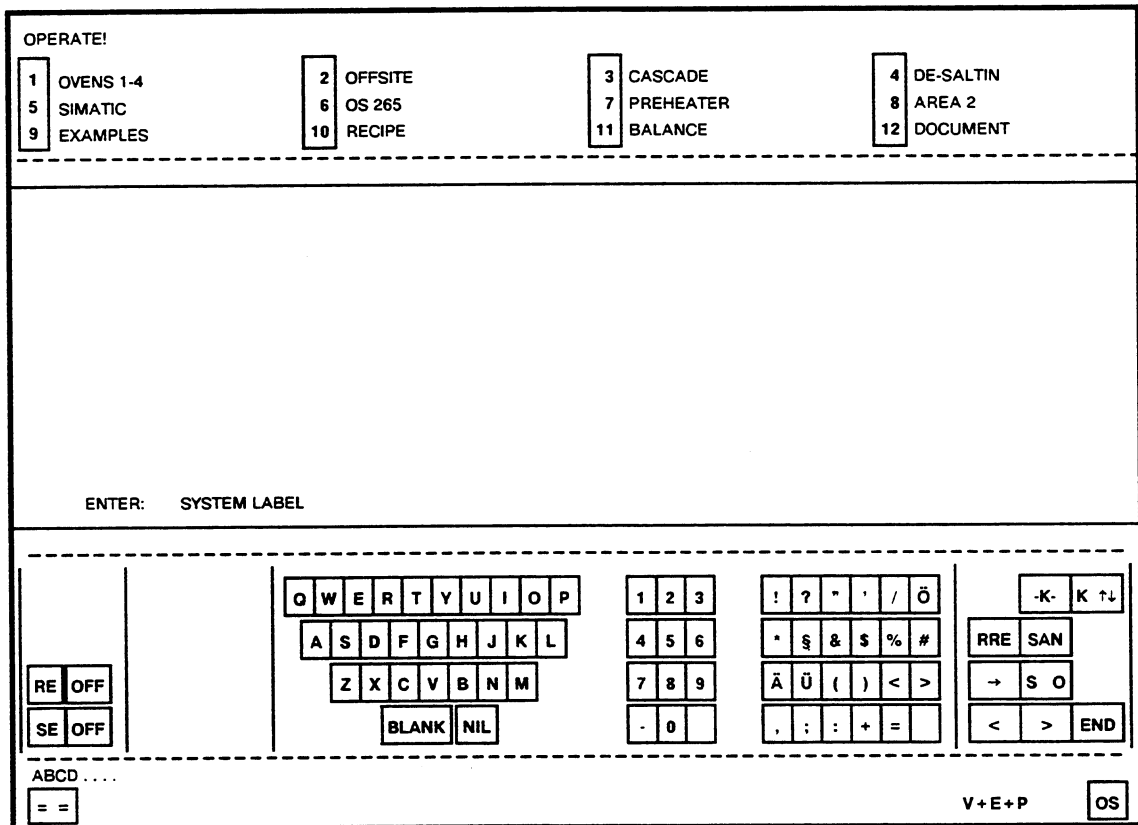 OPERATE!
1 OVENS 1-4 2 OFFSITE 3 CASCADE 4 DE-SALTIN
5 SIMATIC 6 OS 265 7 PREHEATER 8 AREA 2
9 EXAMPLES 10 RECIPE 11 BALANCE 12 DOCUMENT
ENTER: SYSTEM LABEL
Q W E R T Y U I O P 1 2 3 ! ? " ' / Ö -K- K ↑↓
A S D F G H J K L 4 5 6 * § & $ % # RRE SAN
RE OFF Z X C V B N M 7 8 9 Ä Ü ( ) < > → S O
SE OFF BLANK NIL - 0 , ; : + = < > END
ABCD . . . .
= = V+E+P OS